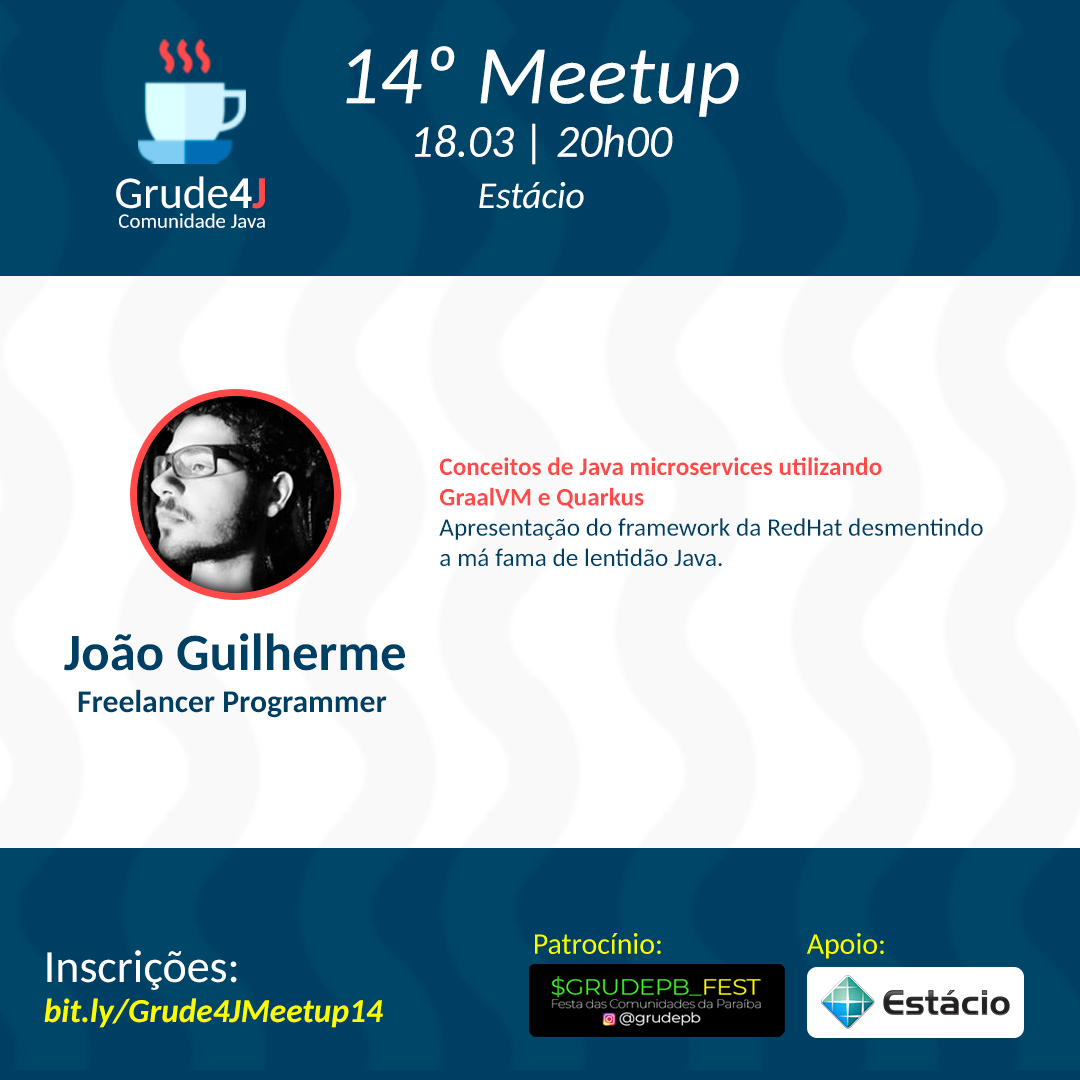 14º Meetup
18.03 | 20h00
Estácio
Grude4J
Comunidade Java
Conceitos de Java microservices utilizando
GraalVM e Quarkus
Apresentação do framework da RedHat desmentindo
a má fama de lentidão Java.
João Guilherme
Freelancer Programmer
Inscrições:
bit.ly/Grude4JMeetup14
Patrocínio:
$GRUDEPB_FEST
Festa das Comunidades da Paraíba
@grudepb
Apoio:
Estácio